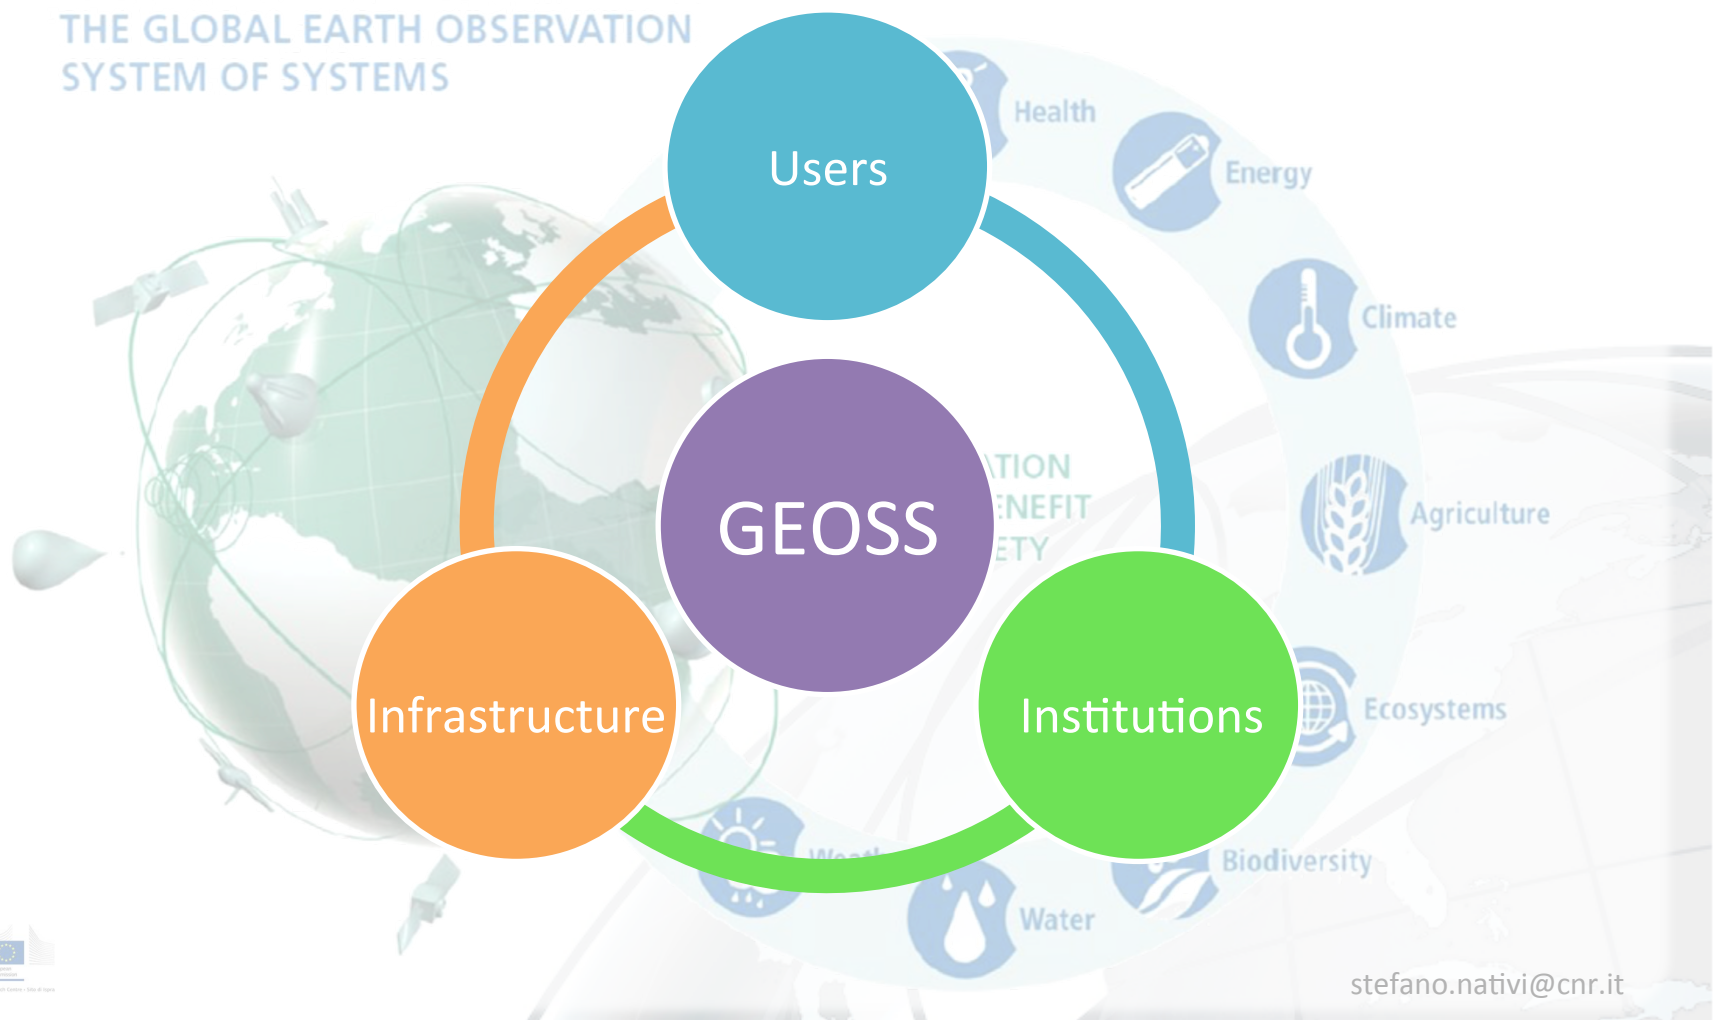 THE GLOBAL EARTH OBSERVATION
SYSTEM OF SYSTEMS
Users
Health
Energy
Climate
GEOSS
Agriculture
Infrastructure
Institutions
Ecosystems
Biodiversity
Water
stefano.nativi@cnr.it